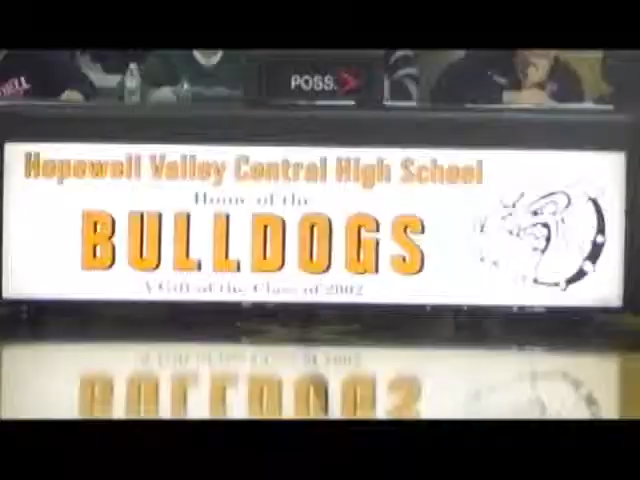 POSS.
Hopewell Valley Central High School
Home of the
BULLDOGS
A Gift of the Class of 2002